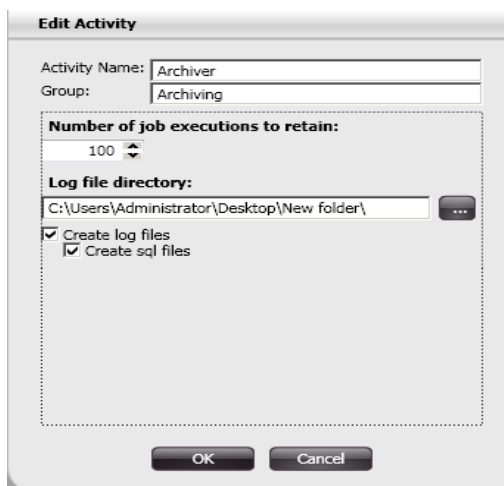 Edit Activity
Activity Name: Archiver
Group: Archiving
Number of job executions to retain:
100
Log file directory:
C:\Users\Administrator\Desktop\New folder\ ...
Create log files
Create sql files
OK Cancel